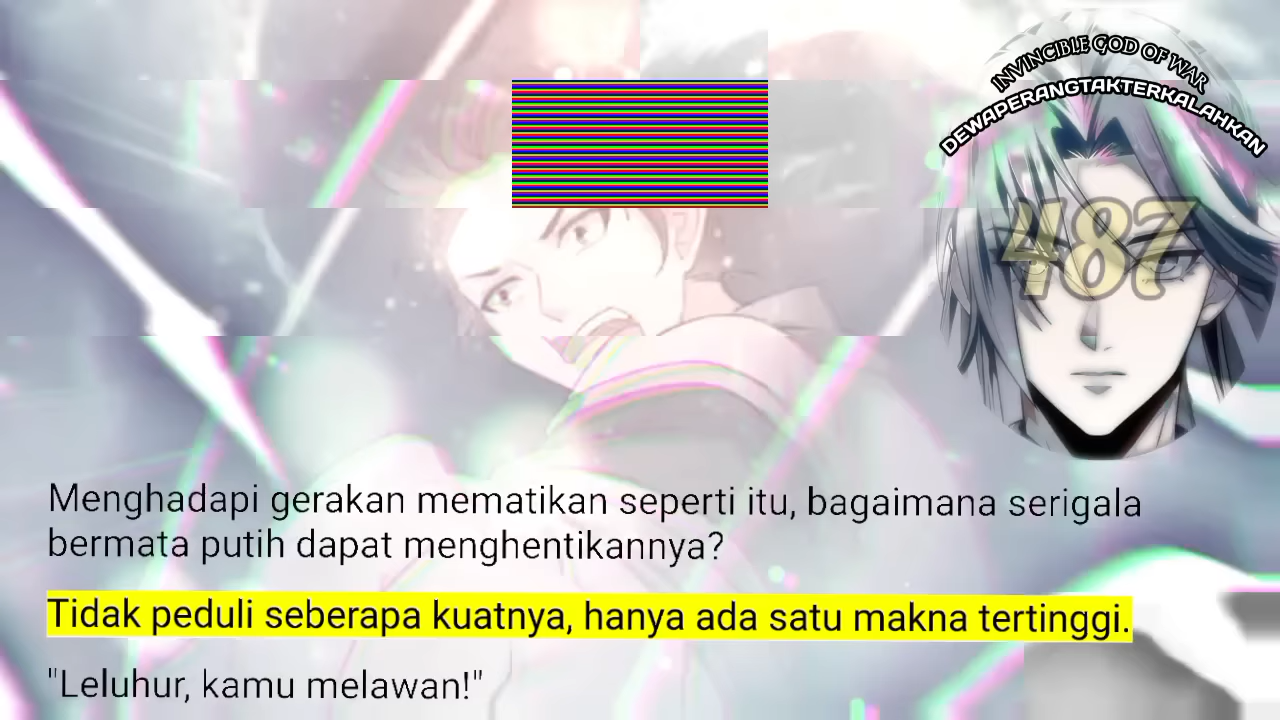 INVINCIBLE GOD OF WAR
DEWAPERANGTAKTERKALAHKAN
487
Menghadapi gerakan mematikan seperti itu, bagaimana serigala
bermata putih dapat menghentikannya?
Tidak peduli seberapa kuatnya, hanya ada satu makna tertinggi.
"Leluhur, kamu melawan!"